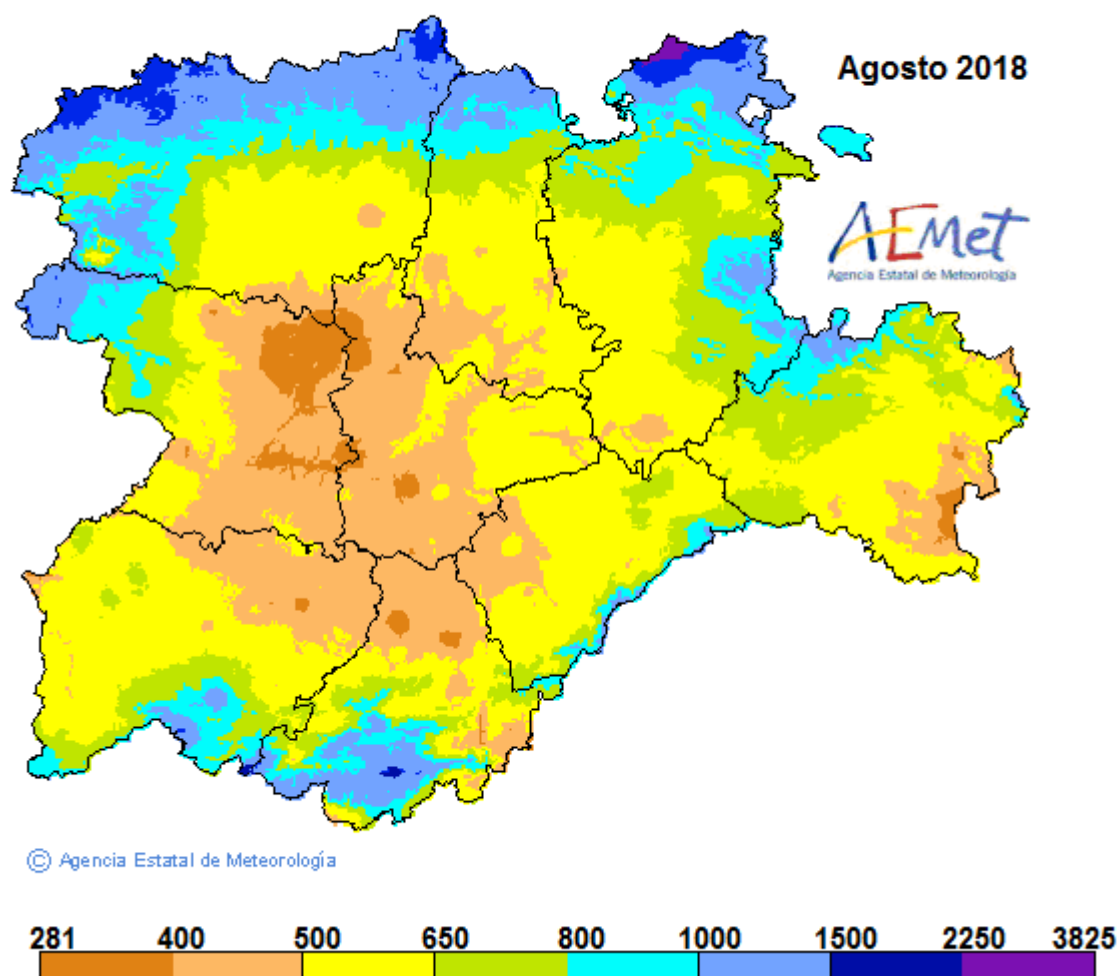 Agosto 2018
AEMet
Agencia Estatal de Meteorología
© Agencia Estatal de Meteorología
281 400 500 650 800 1000 1500 2250 3825